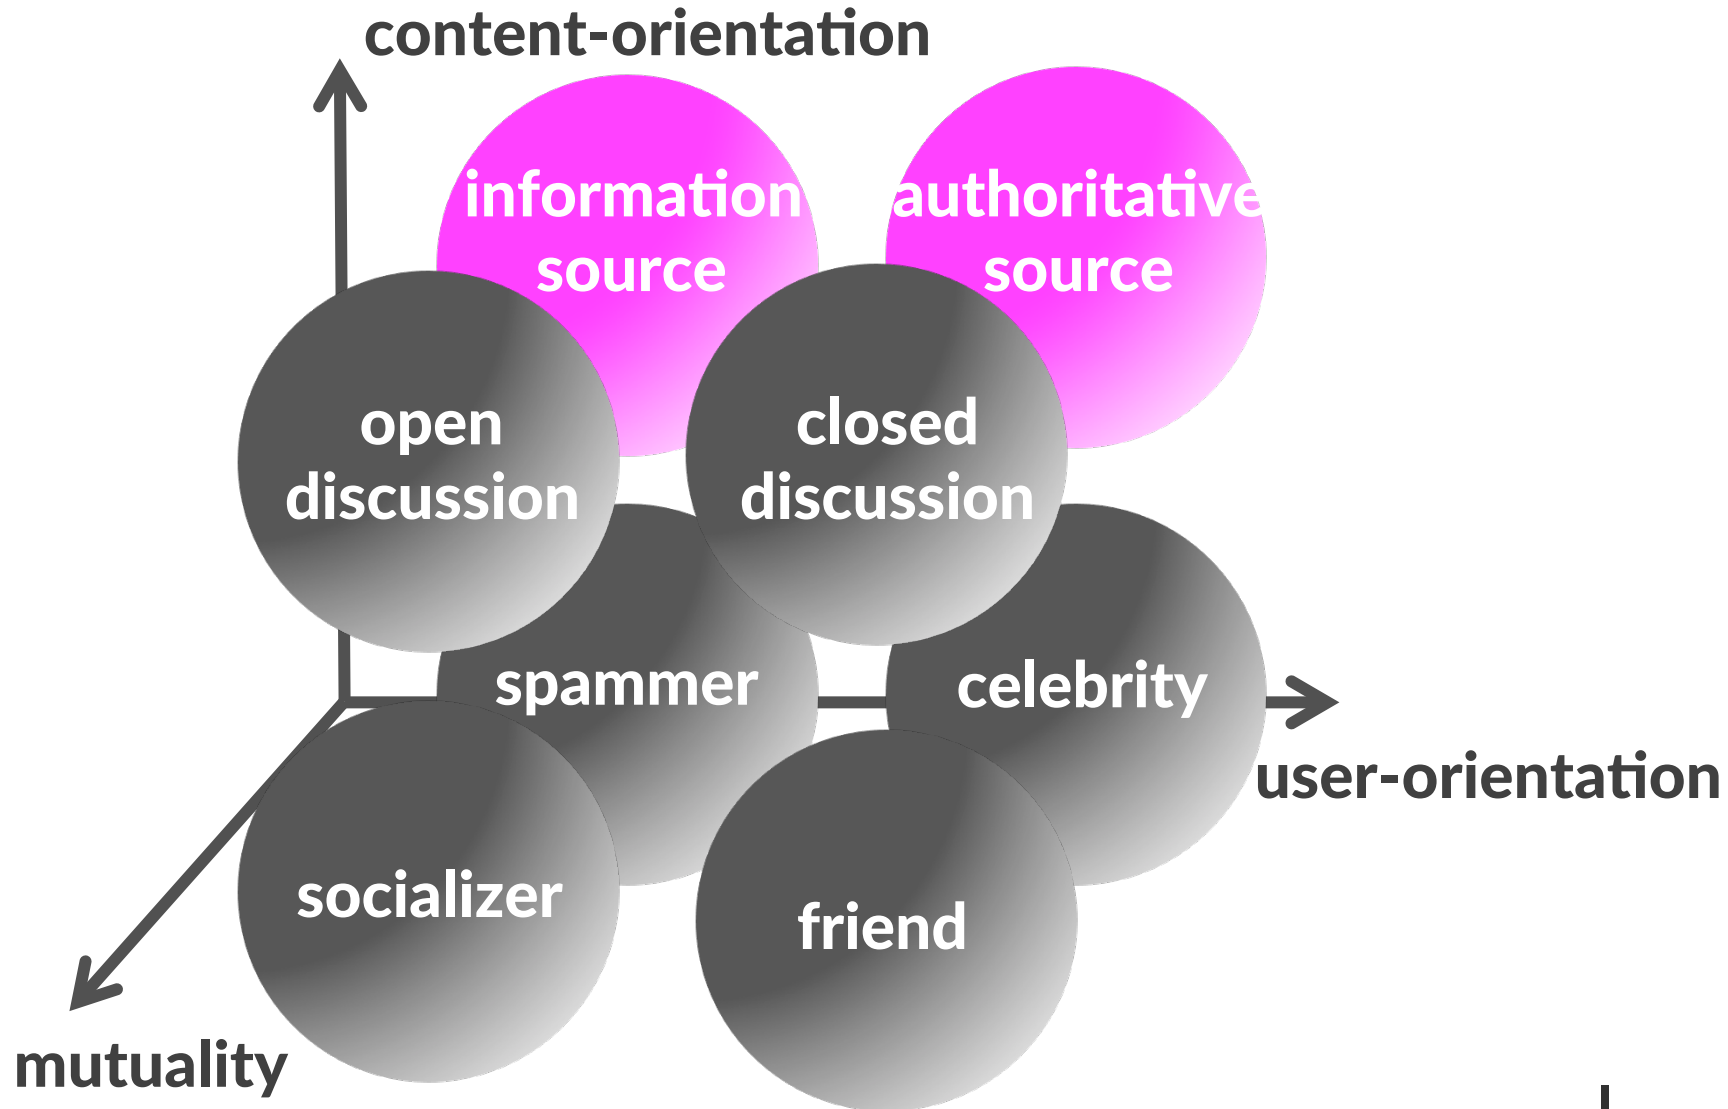 content-orientation
information
source
authoritative
source
open
discussion
closed
discussion
spammer
celebrity
user-orientation
socializer
friend
mutuality